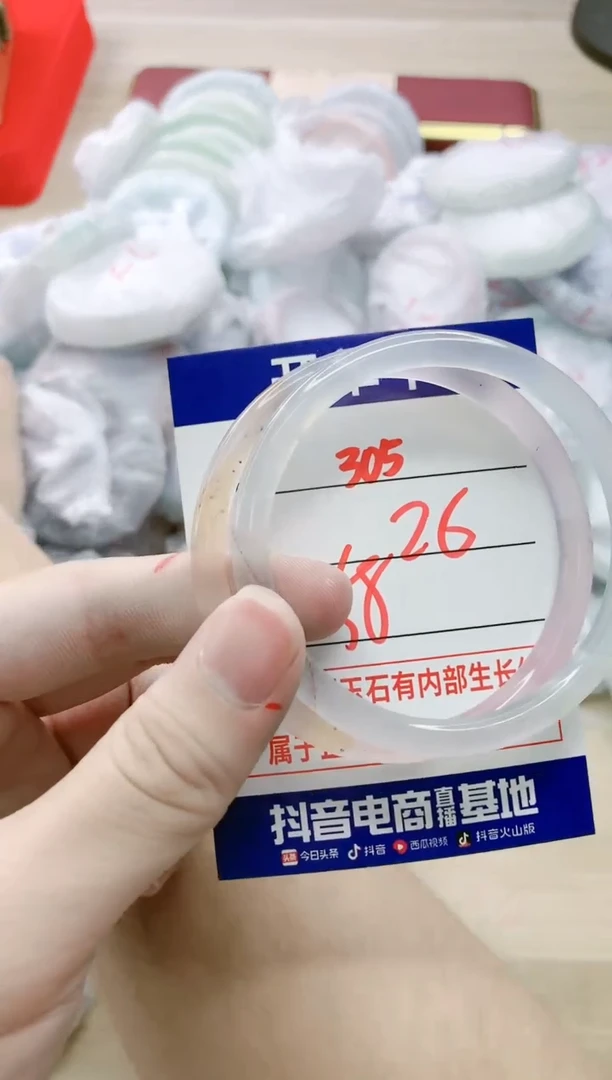 305
26
58
玉石有内部生长
属于
抖音电商直播基地
今日头条 抖音 西瓜视频 抖音火山版